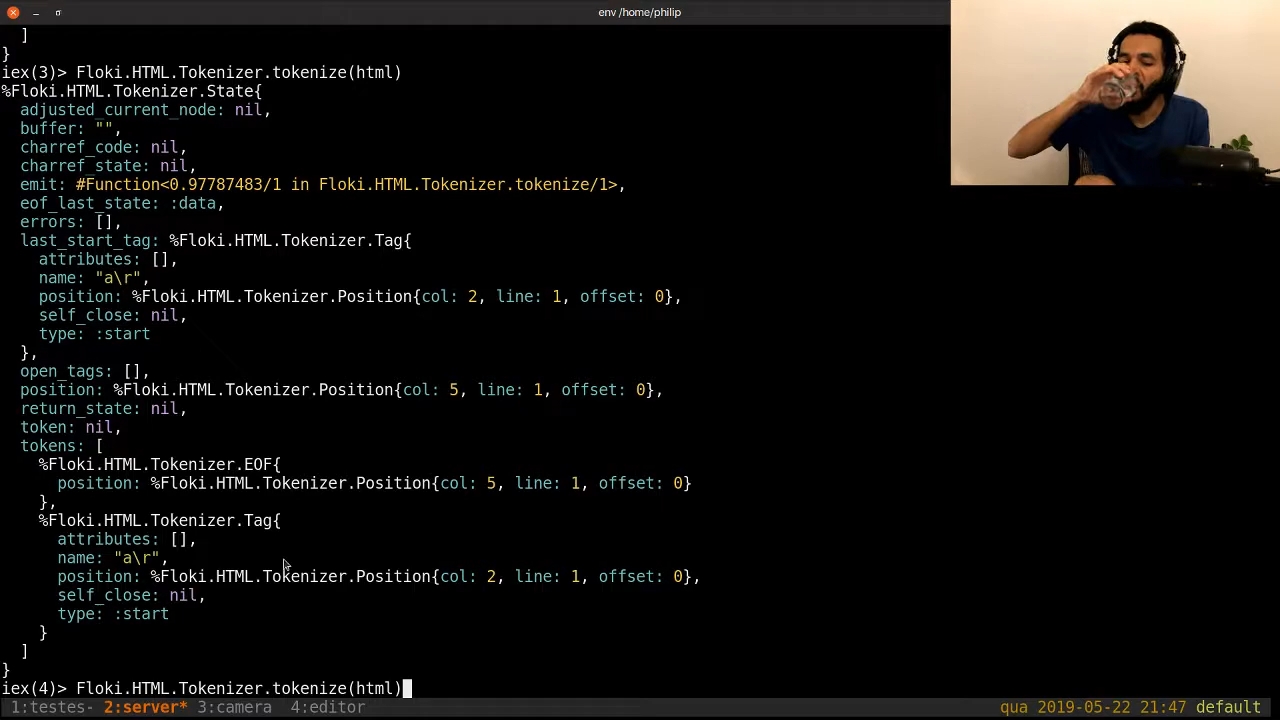 env /home/philip
  ]
}
iex(3)> Floki.HTML.Tokenizer.tokenize(html)
%Floki.HTML.Tokenizer.State{
  adjusted_current_node: nil,
  buffer: "",
  charref_code: nil,
  charref_state: nil,
  emit: #Function<0.97787483/1 in Floki.HTML.Tokenizer.tokenize/1>,
  eof_last_state: :data,
  errors: [],
  last_start_tag: %Floki.HTML.Tokenizer.Tag{
    attributes: [],
    name: "a\r",
    position: %Floki.HTML.Tokenizer.Position{col: 2, line: 1, offset: 0},
    self_close: nil,
    type: :start
  },
  open_tags: [],
  position: %Floki.HTML.Tokenizer.Position{col: 5, line: 1, offset: 0},
  return_state: nil,
  token: nil,
  tokens: [
    %Floki.HTML.Tokenizer.EOF{
      position: %Floki.HTML.Tokenizer.Position{col: 5, line: 1, offset: 0}
    },
    %Floki.HTML.Tokenizer.Tag{
      attributes: [],
      name: "a\r",
      position: %Floki.HTML.Tokenizer.Position{col: 2, line: 1, offset: 0},
      self_close: nil,
      type: :start
    }
  ]
}
iex(4)> Floki.HTML.Tokenizer.tokenize(html)
1:testes- 2:server* 3:camera  4:editor qua 2019-05-22 21:47 default